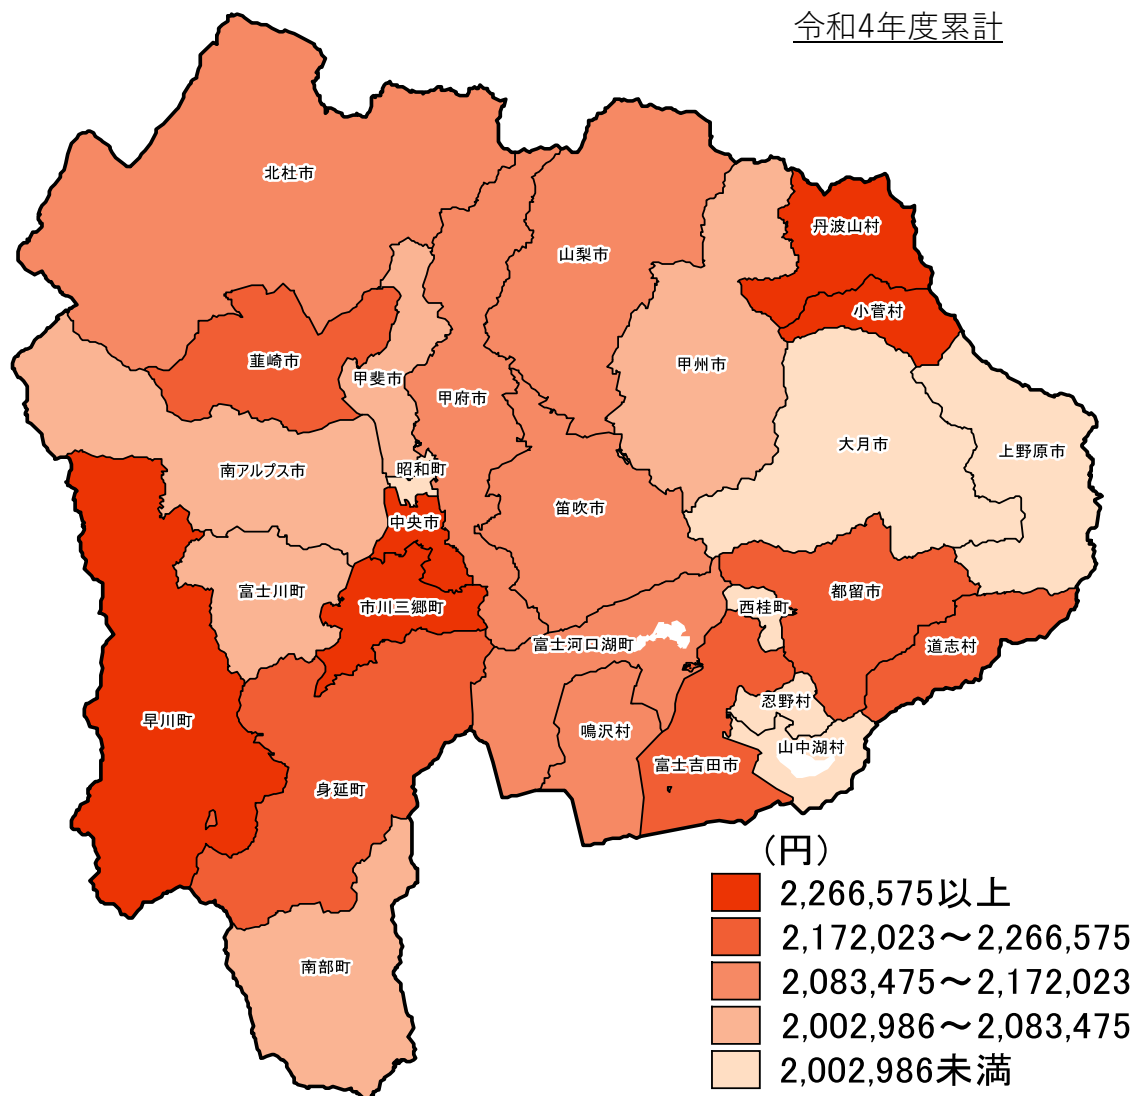 令和4年度累計
北杜市
丹波山村
山梨市
小菅村
韮崎市
甲州市
甲斐市
甲府市
大月市
上野原市
昭和町
南アルプス市
笛吹市
中央市
富士川町
都留市
市川三郷町
西桂町
富士河口湖町
道志村
忍野村
早川町
鳴沢村
山中湖村
富士吉田市
身延町
南部町
(円)
2,266,575以上
2,172,023～2,266,575
2,083,475～2,172,023
2,002,986～2,083,475
2,002,986未満